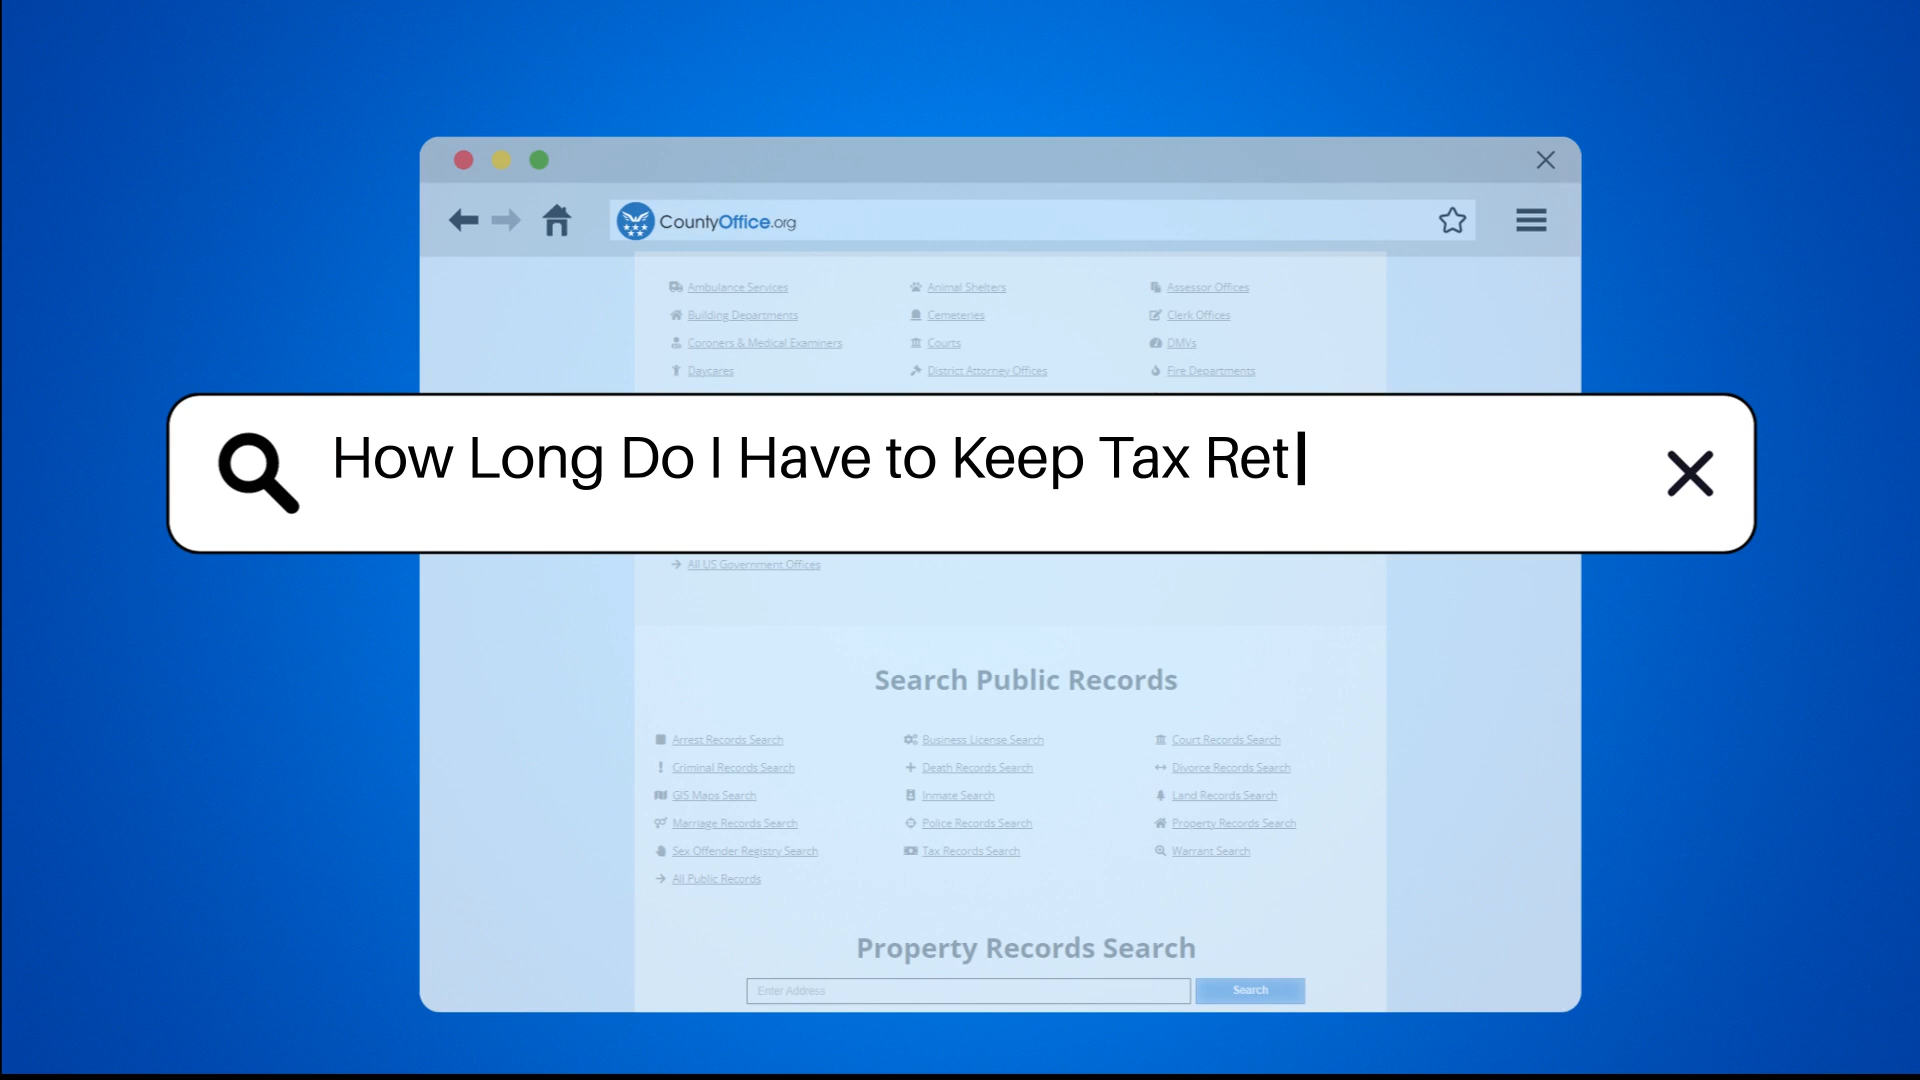 CountyOffice.org
Ambulance Services Animal Shelters Assessor Offices
Building Departments Cemeteries Clerk Offices
Coroners & Medical Examiners Courts DMVs
Daycares District Attorney Offices Fire Departments
How Long Do I Have to Keep Tax Ret
All US Government Offices
Search Public Records
Arrest Records Search Business License Search Court Records Search
Criminal Records Search Death Records Search Divorce Records Search
GIS Maps Search Inmate Search Land Records Search
Marriage Records Search Police Records Search Property Records Search
Sex Offender Registry Search Tax Records Search Warrant Search
All Public Records
Property Records Search
Enter Address Search